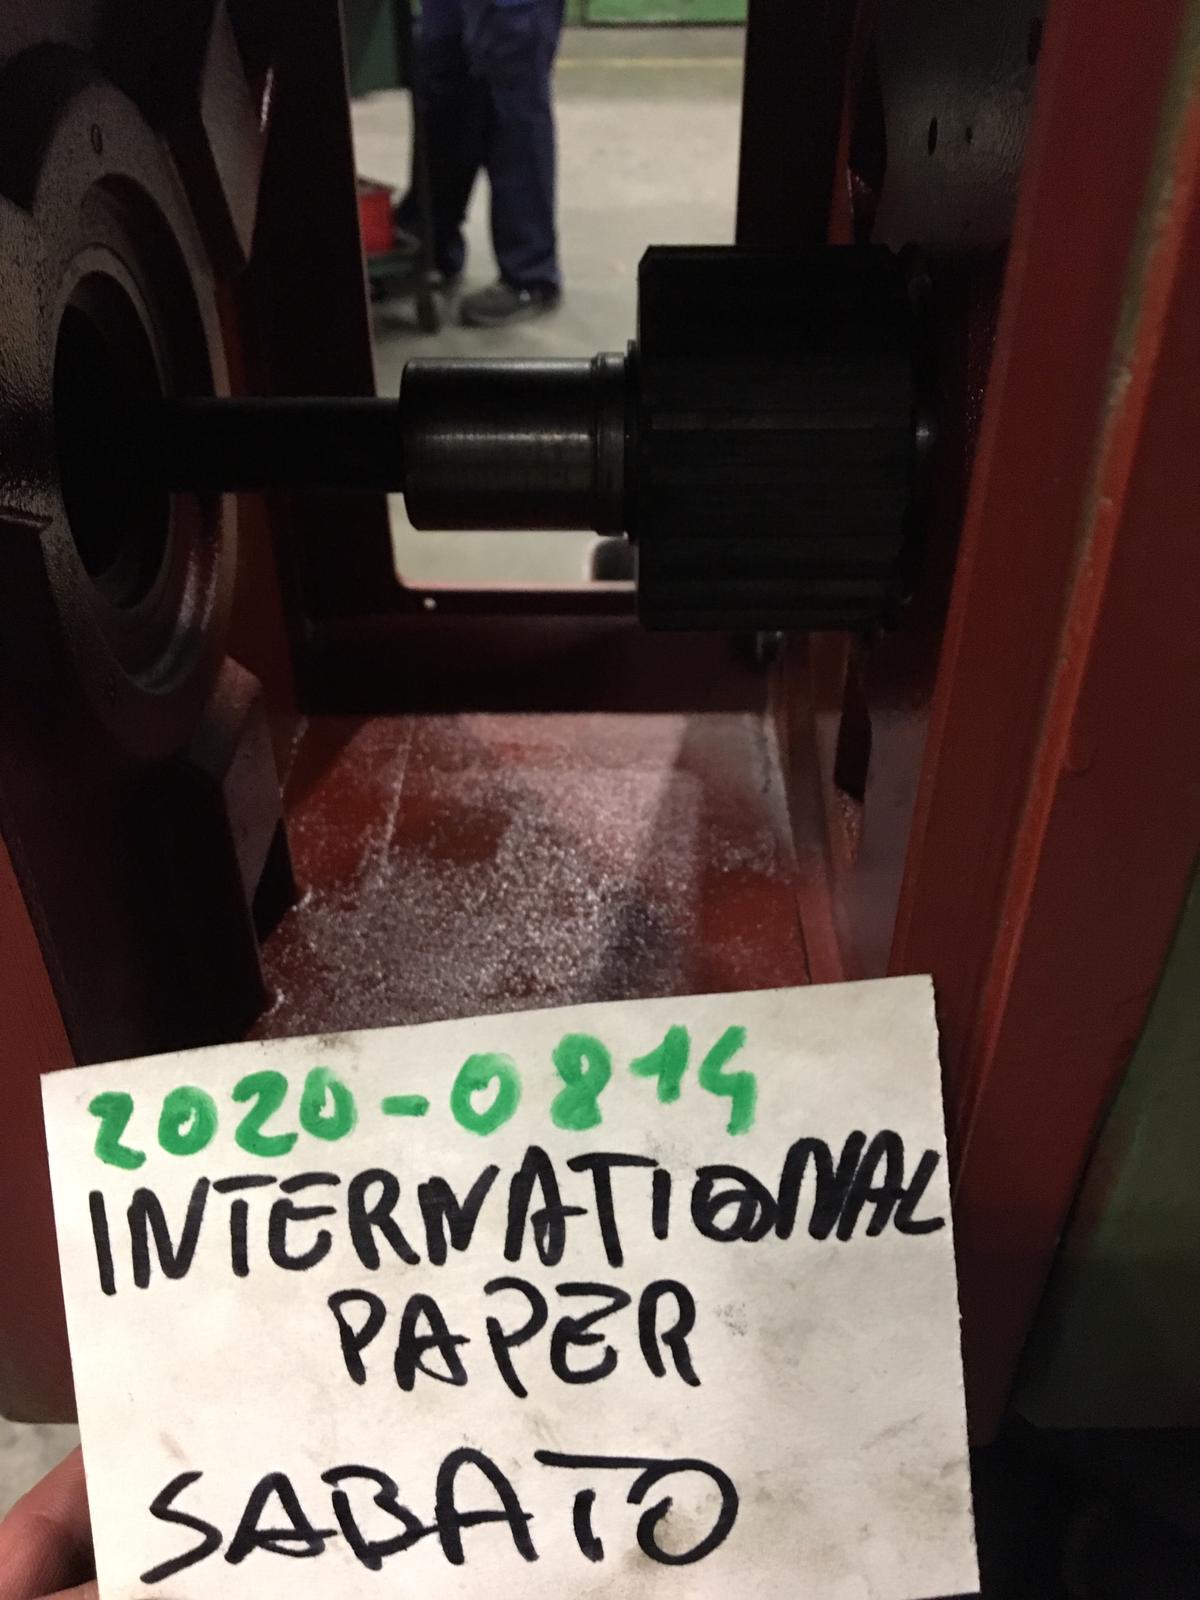 2020-0814
INTERNATIONAL
PAPER
SABATO